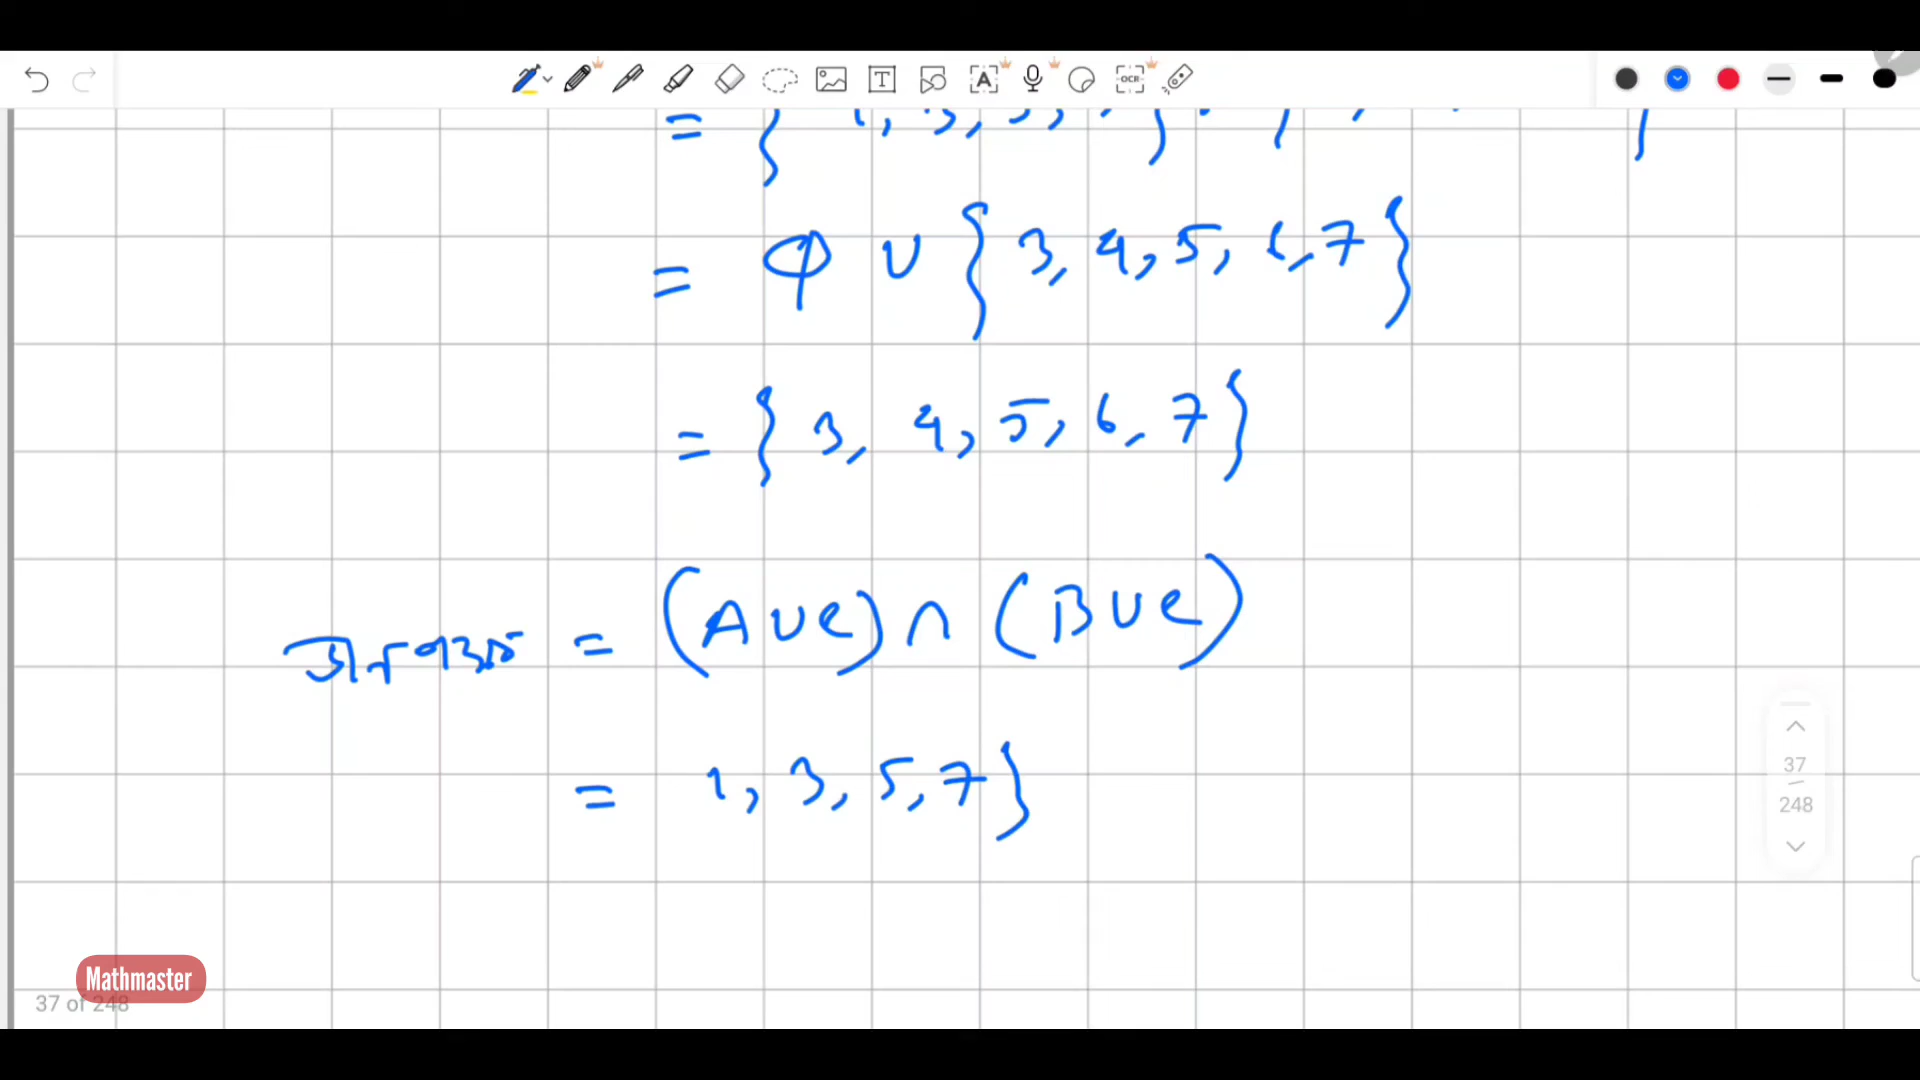 = ϕ ∪ {3, 4, 5, 6, 7}
= {3, 4, 5, 6, 7}
ডানপক্ষ = (A∪C) ∩ (B∪C)
= 1, 3, 5, 7}
37
248
Mathmaster
37 of 248